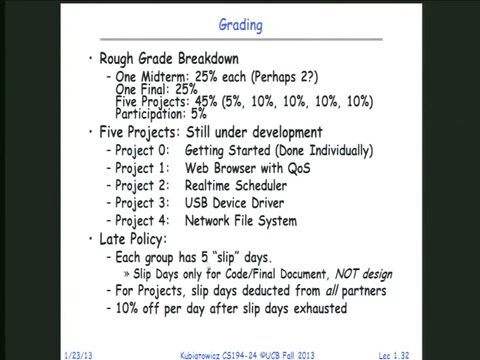 Grading
• Rough Grade Breakdown
– One Midterm: 25% each (Perhaps 2?)
One Final: 25%
Five Projects: 45% (5%, 10%, 10%, 10%, 10%)
Participation: 5%
• Five Projects: Still under development
– Project 0: Getting Started (Done Individually)
– Project 1: Web Browser with QoS
– Project 2: Realtime Scheduler
– Project 3: USB Device Driver
– Project 4: Network File System
• Late Policy:
– Each group has 5 "slip" days.
» Slip Days only for Code/Final Document, NOT design
– For Projects, slip days deducted from all partners
– 10% off per day after slip days exhausted
1/23/13 Kubiatowicz CS194-24 ©UCB Fall 2013 Lec 1.32